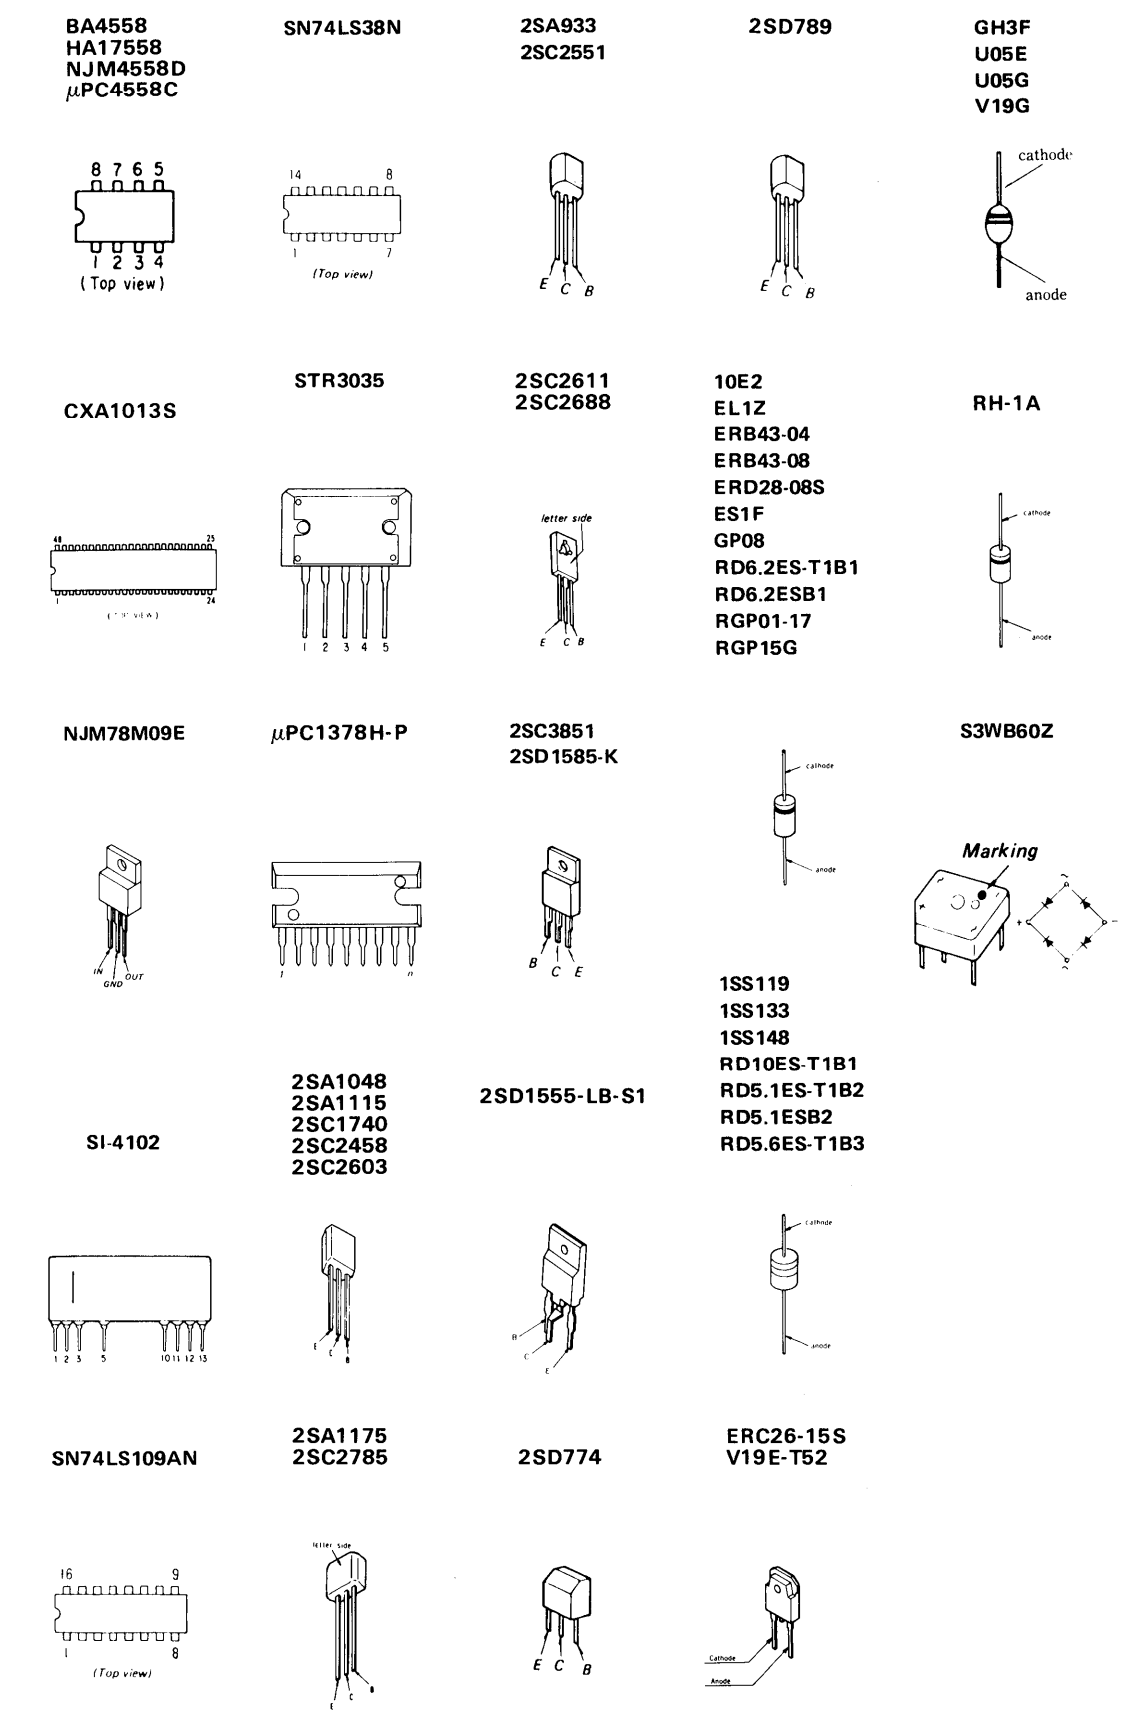 BA4558
HA17558
NJM4558D
μPC4558C
8 7 6 5
1 2 3 4
(Top view)
SN74LS38N
14 8
1 7
(Top view)
2SA933
2SC2551
E C B
2SD789
E C B
GH3F
U05E
U05G
V19G
cathode
anode
CXA1013S
48 25
1 24
(TOP VIEW)
STR3035
1 2 3 4 5
2SC2611
2SC2688
letter side
E C B
10E2
EL1Z
ERB43-04
ERB43-08
ERD28-08S
ES1F
GP08
RD6.2ES-T1B1
RD6.2ESB1
RGP01-17
RGP15G
cathode
anode
RH-1A
cathode
anode
NJM78M09E
IN
GND
OUT
μPC1378H-P
1 n
2SC3851
2SD1585-K
B C E
S3WB60Z
Marking
~
+ -
~
~
+ -
~
SI-4102
1 2 3 5 10 11 12 13
2SA1048
2SA1115
2SC1740
2SC2458
2SC2603
E C B
2SD1555-LB-S1
B
C
E
1SS119
1SS133
1SS148
RD10ES-T1B1
RD5.1ES-T1B2
RD5.1ESB2
RD5.6ES-T1B3
cathode
anode
SN74LS109AN
16 9
1 8
(Top view)
2SA1175
2SC2785
letter side
E C B
2SD774
E C B
ERC26-15S
V19E-T52
Cathode
Anode